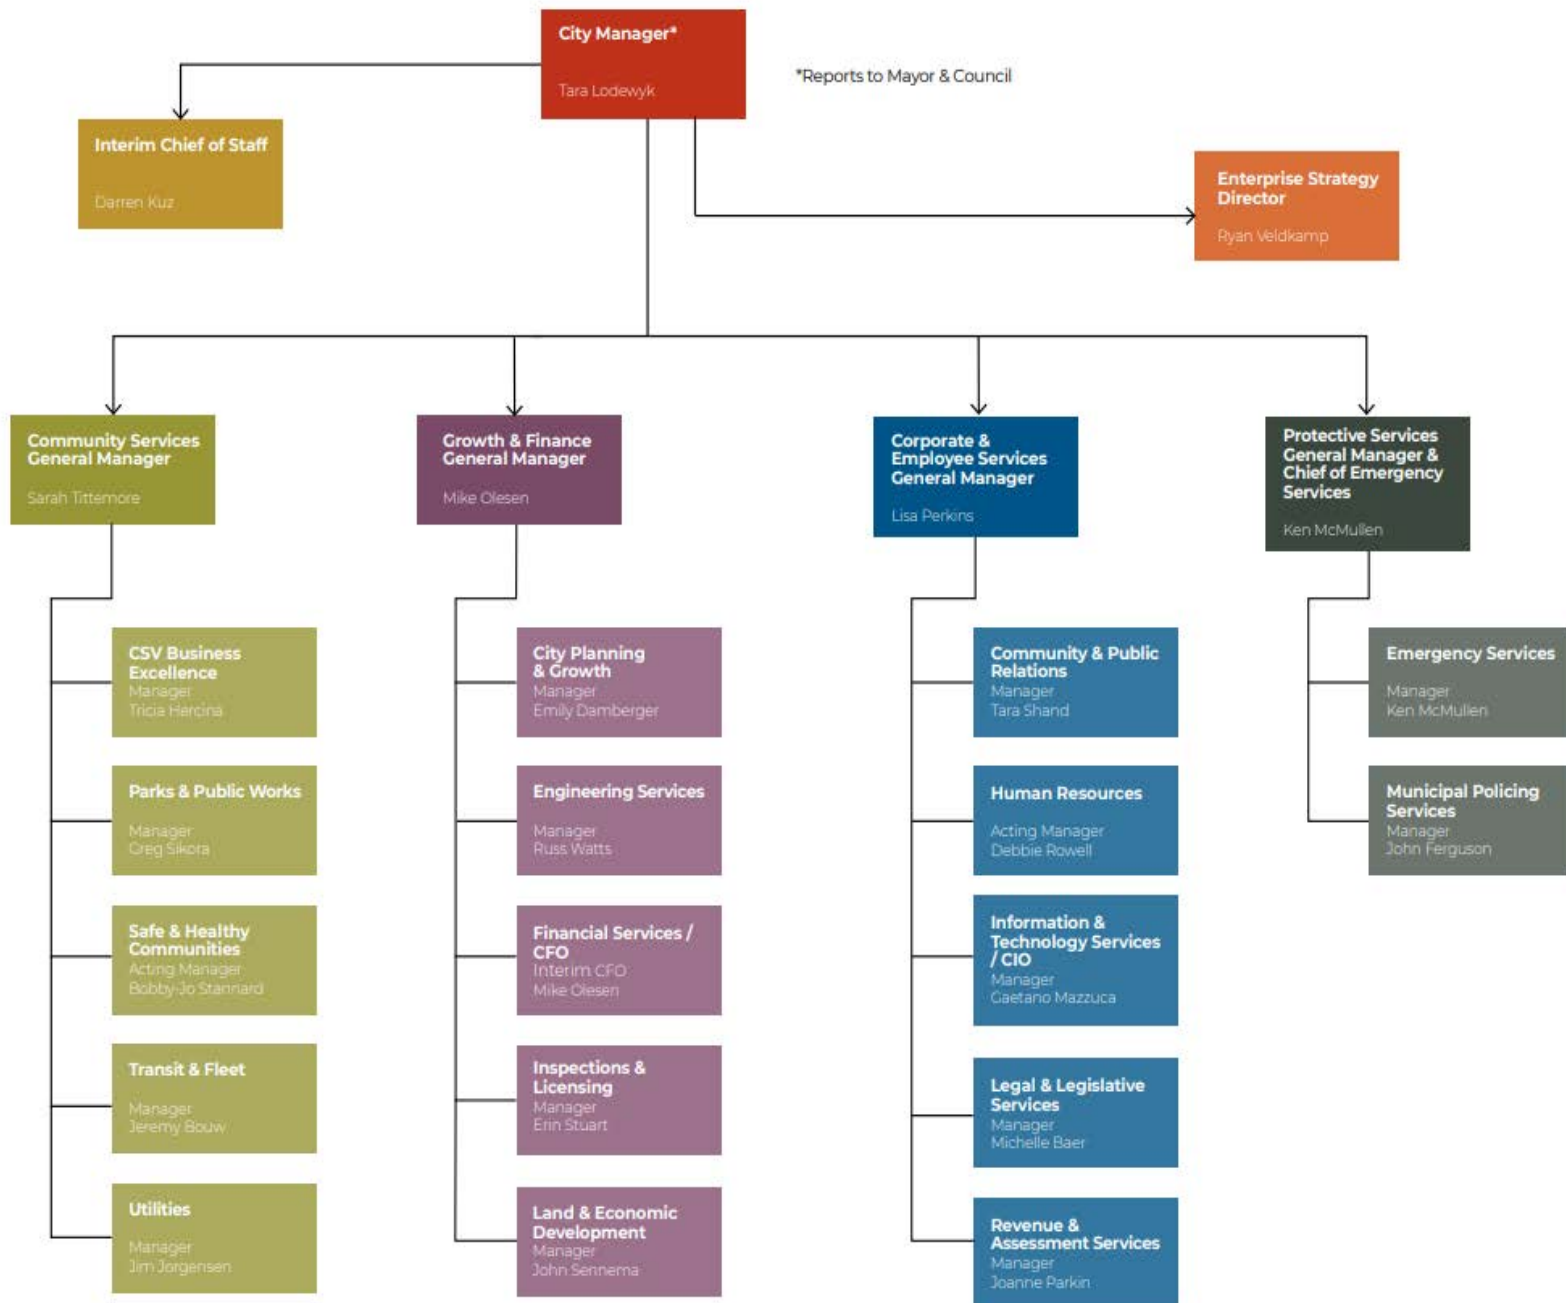 City Manager*
Tara Lodewyk
*Reports to Mayor & Council
Interim Chief of Staff
Darren Kuz
Enterprise Strategy
Director
Ryan Veldkamp
Community Services
General Manager
Sarah Tittemore
Growth & Finance
General Manager
Mike Olesen
Corporate &
Employee Services
General Manager
Lisa Perkins
Protective Services
General Manager &
Chief of Emergency
Services
Ken McMullen
CSV Business
Excellence
Manager
Tricia Hercina
Parks & Public Works
Manager
Greg Sikora
Safe & Healthy
Communities
Acting Manager
Bobby-Jo Stannard
Transit & Fleet
Manager
Jeremy Bouw
Utilities
Manager
Jim Jorgensen
City Planning
& Growth
Manager
Emily Damberger
Engineering Services
Manager
Russ Watts
Financial Services /
CFO
Interim CFO
Mike Olesen
Inspections &
Licensing
Manager
Erin Stuart
Land & Economic
Development
Manager
John Sennema
Community & Public
Relations
Manager
Tara Shand
Human Resources
Acting Manager
Debbie Rowell
Information &
Technology Services
/ CIO
Manager
Gaetano Mazzuca
Legal & Legislative
Services
Manager
Michelle Baer
Revenue &
Assessment Services
Manager
Joanne Parkin
Emergency Services
Manager
Ken McMullen
Municipal Policing
Services
Manager
John Ferguson